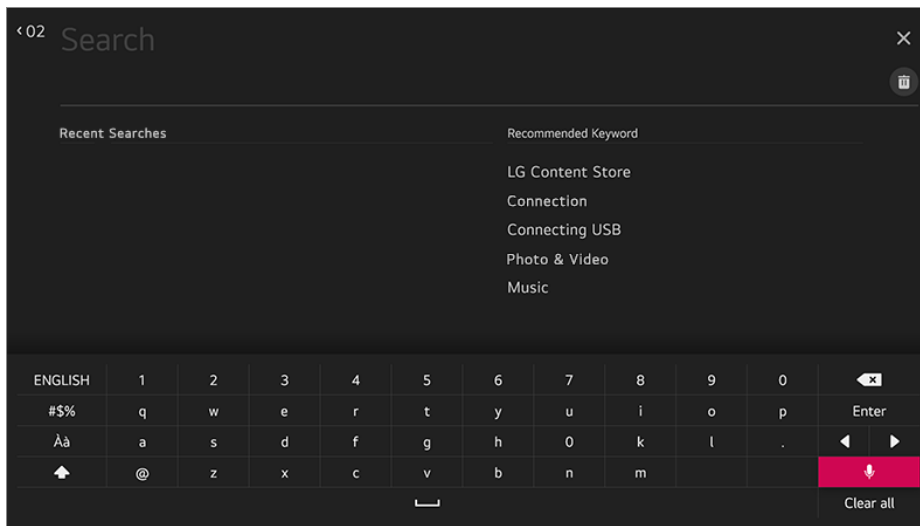 02
Search
Recent Searches
Recommended Keyword
LG Content Store
Connection
Connecting USB
Photo & Video
Music
ENGLISH 1 2 3 4 5 6 7 8 9 0
#$% q w e r t y u i o p Enter
Àà a s d f g h 0 k l .
@ z x c v b n m
Clear all